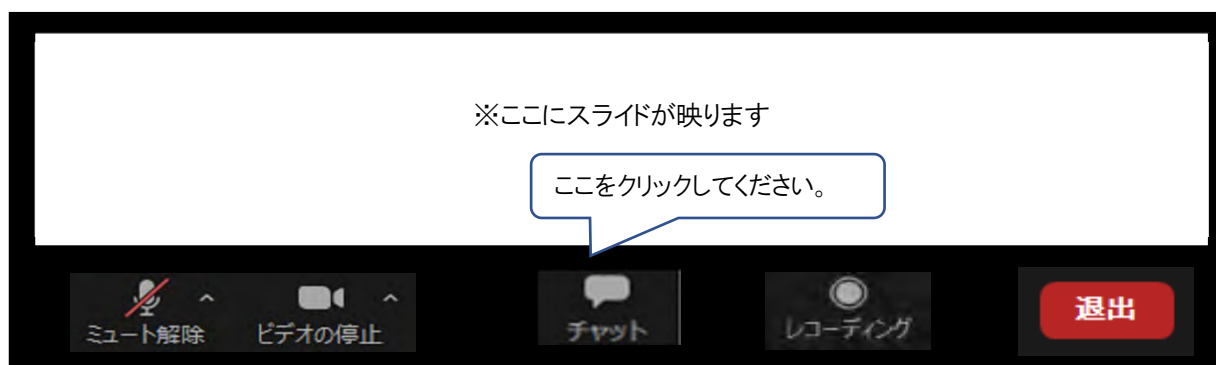 ※ここにスライドが映ります
ここをクリックしてください。
ミュート解除
ビデオの停止
チャット
レコーディング
退出